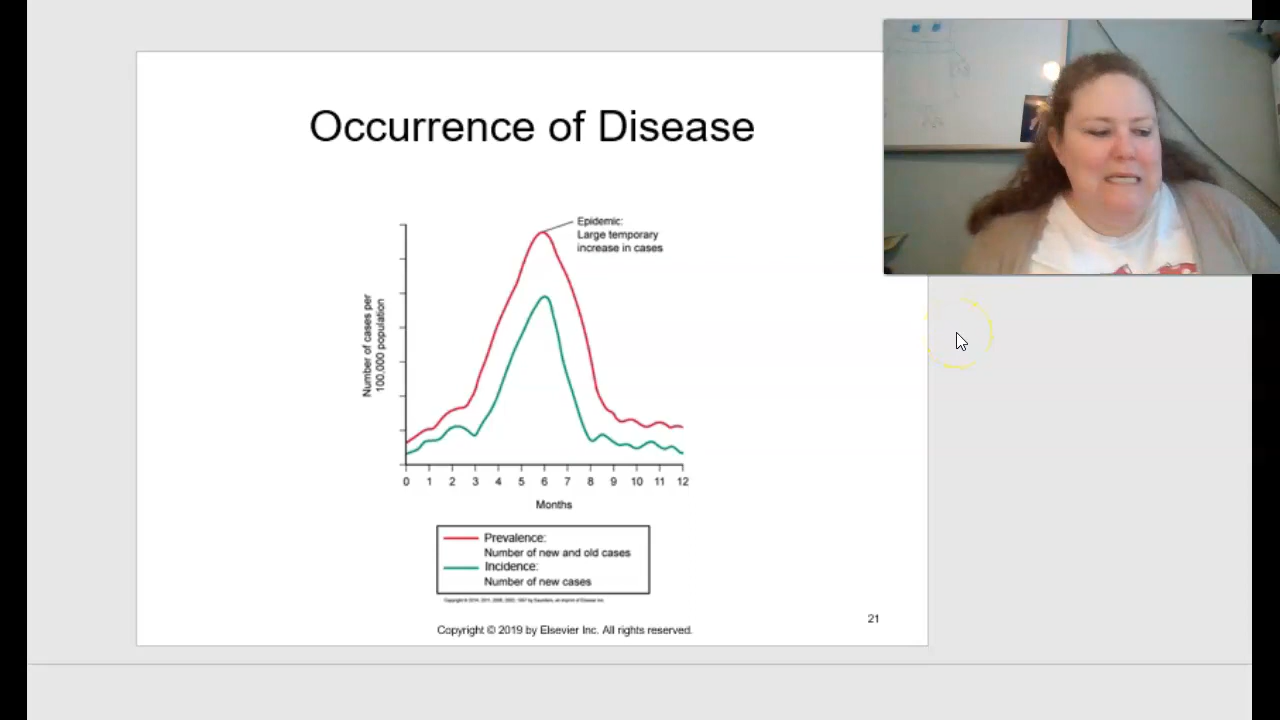 Occurrence of Disease
Epidemic:
Large temporary
increase in cases
Number of cases per
100,000 population
0 1 2 3 4 5 6 7 8 9 10 11 12
Months
Prevalence:
Number of new and old cases
Incidence:
Number of new cases
Copyright © 2019 by Elsevier Inc. All rights reserved.
21